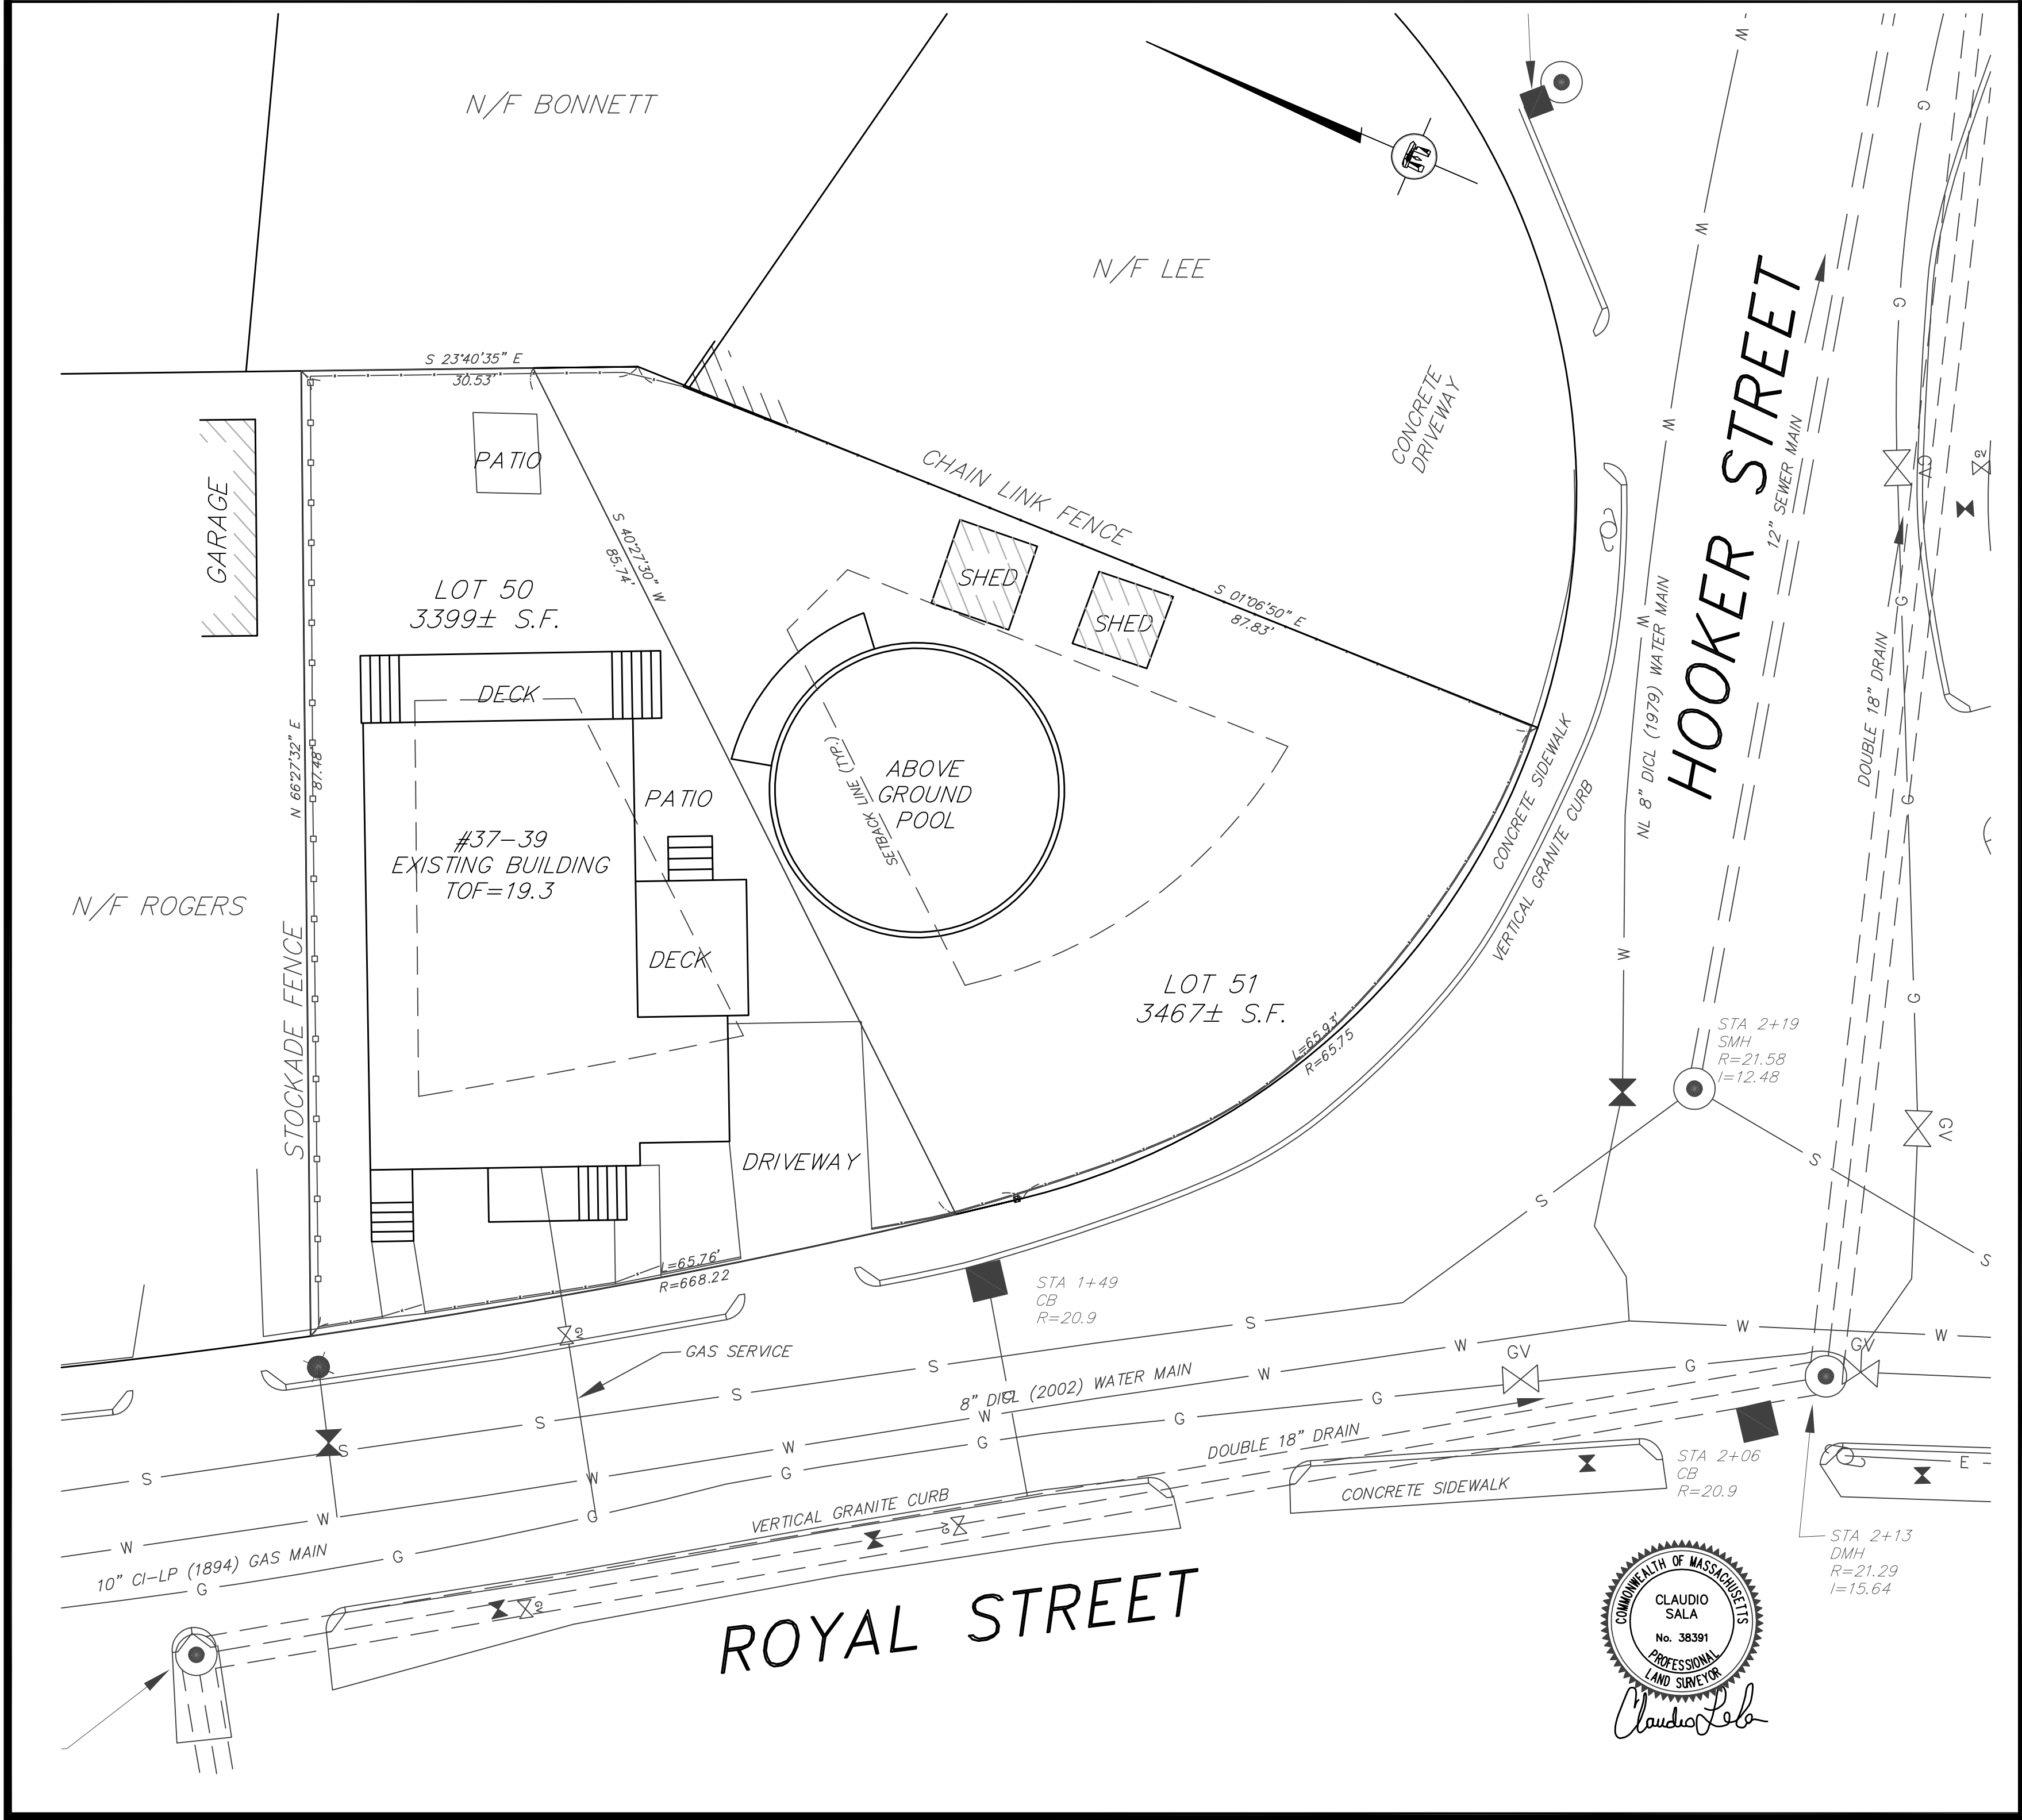 N/F BONNETT
N/F LEE
S 23°40'35" E
30.53'
CONCRETE
DRIVEWAY
HOOKER STREET
12" SEWER MAIN
GARAGE
PATIO
CHAIN LINK FENCE
S 40°27'30" W
85.74'
LOT 50
3399± S.F.
SHED
SHED
S 01°06'50" E
87.83'
NL 8" DICL (1979) WATER MAIN
DOUBLE 18" DRAIN
DECK
N 66°27'32" E
87.48'
SETBACK LINE (TYP.)
ABOVE
GROUND
POOL
PATIO
#37-39
EXISTING BUILDING
TOF=19.3
N/F ROGERS
STOCKADE FENCE
DECK
CONCRETE SIDEWALK
VERTICAL GRANITE CURB
LOT 51
3467± S.F.
L=65.93'
R=65.75
STA 2+19
SMH
R=21.58
I=12.48
DRIVEWAY
L=65.76'
R=668.22
STA 1+49
CB
R=20.9
GAS SERVICE
8" DICL (2002) WATER MAIN
DOUBLE 18" DRAIN
VERTICAL GRANITE CURB
CONCRETE SIDEWALK
10" CI-LP (1894) GAS MAIN
ROYAL STREET
STA 2+06
CB
R=20.9
STA 2+13
DMH
R=21.29
I=15.64
GV
GV
GV
GV
GV
W
W
W
W
W
W
W
W
W
W
W
W
W
W
G
G
G
G
G
G
G
G
G
G
G
G
S
S
S
S
S
S
S
S
S
E
COMMONWEALTH OF MASSACHUSETTS
CLAUDIO
SALA
No. 38391
PROFESSIONAL
LAND SURVEYOR